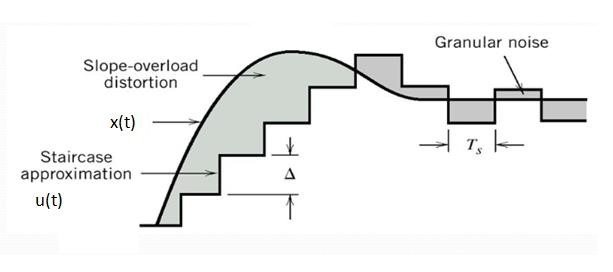 Granular noise
Slope-overload
distortion
x(t)
Staircase
approximation
u(t)
Δ
Ts